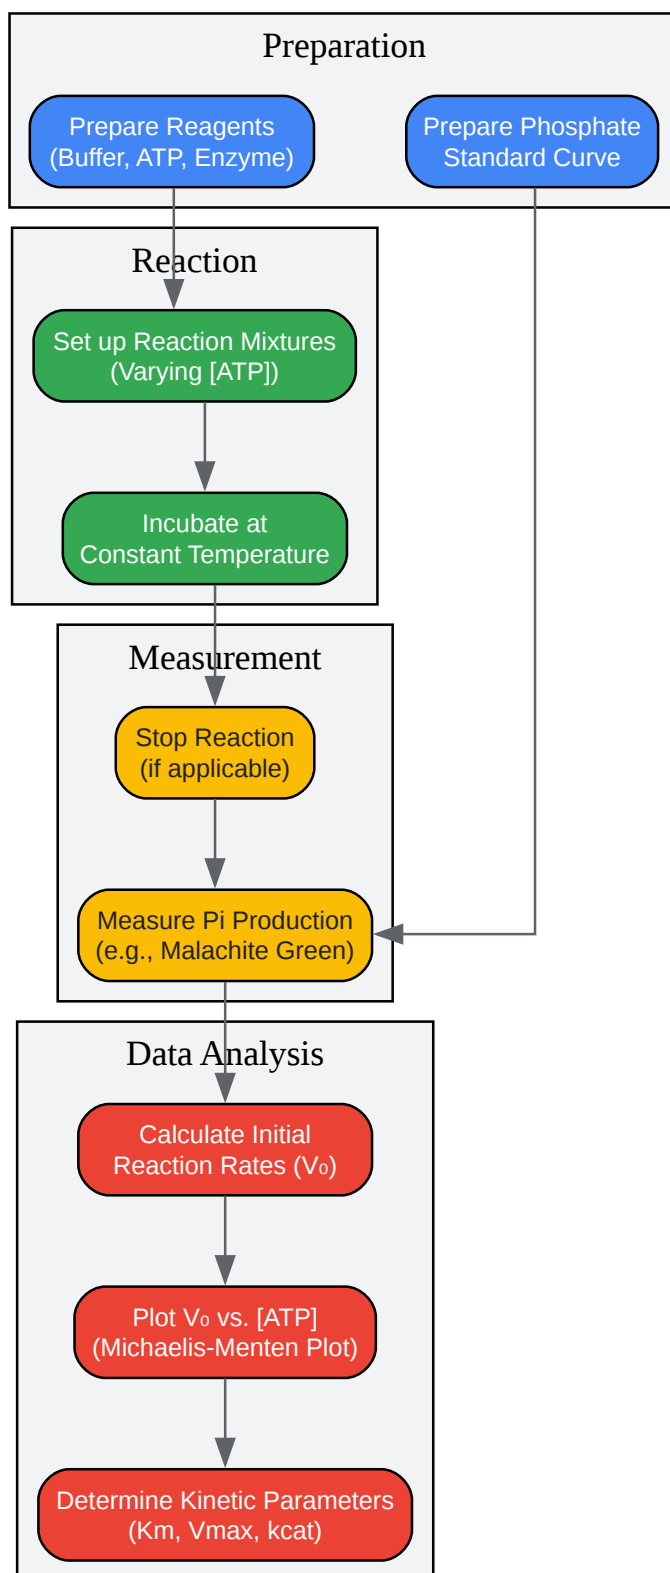 Preparation
Prepare Reagents
(Buffer, ATP, Enzyme)
Prepare Phosphate
Standard Curve
Reaction
Set up Reaction Mixtures
(Varying [ATP])
Incubate at
Constant Temperature
Measurement
Stop Reaction
(if applicable)
Measure Pi Production
(e.g., Malachite Green)
Data Analysis
Calculate Initial
Reaction Rates (V₀)
Plot V₀ vs. [ATP]
(Michaelis-Menten Plot)
Determine Kinetic Parameters
(Km, Vmax, kcat)